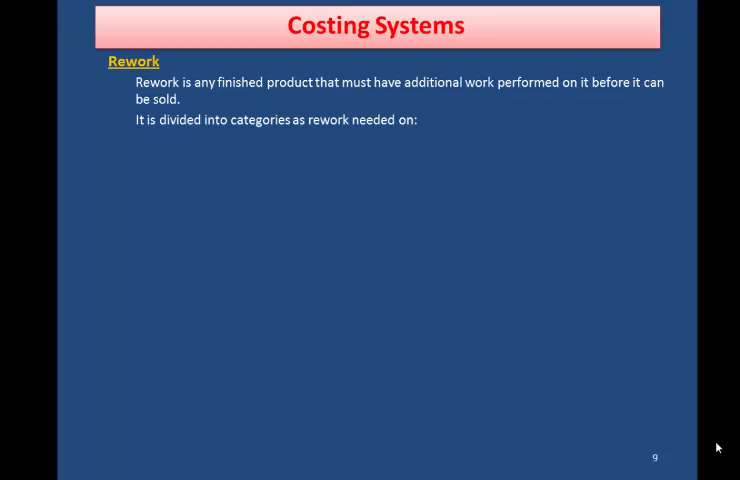 Costing Systems
Rework
Rework is any finished product that must have additional work performed on it before it can
be sold.
It is divided into categories as rework needed on:
9